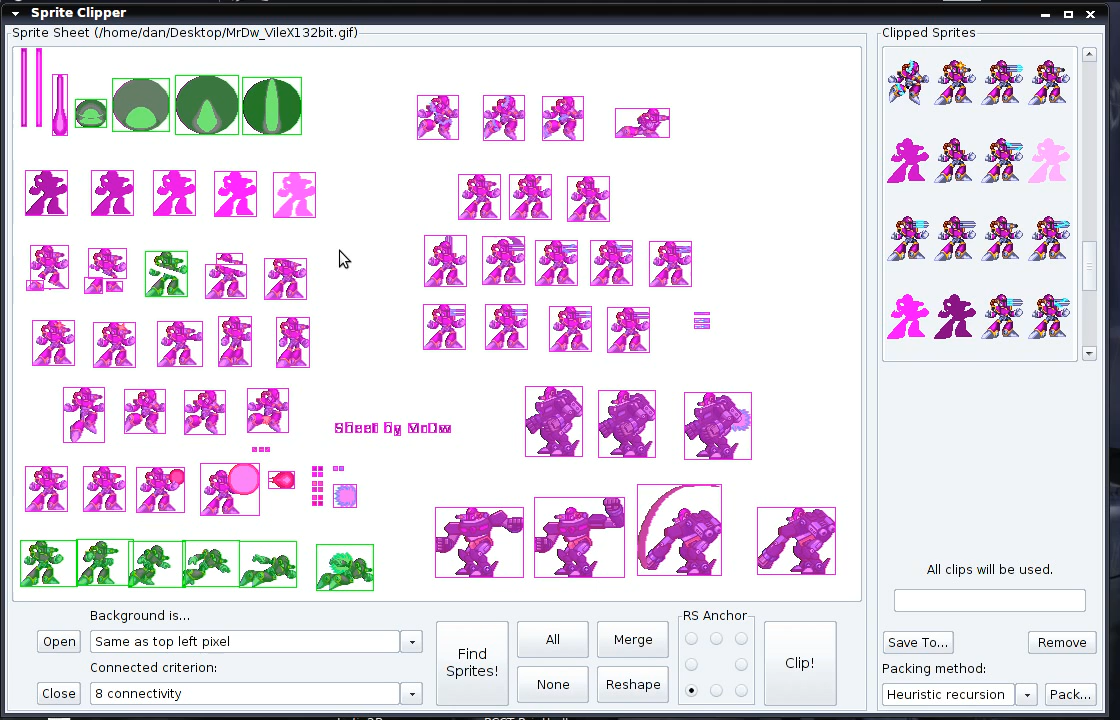 Sprite Clipper
Sprite Sheet (/home/dan/Desktop/MrDw_VileX132bit.gif)
Clipped Sprites
Sheet by MrDw
All clips will be used.
Background is...
Open
Same as top left pixel
Connected criterion:
Close
8 connectivity
Find
Sprites!
All
Merge
None
Reshape
RS Anchor
Clip!
Save To...
Remove
Packing method:
Heuristic recursion
Pack...